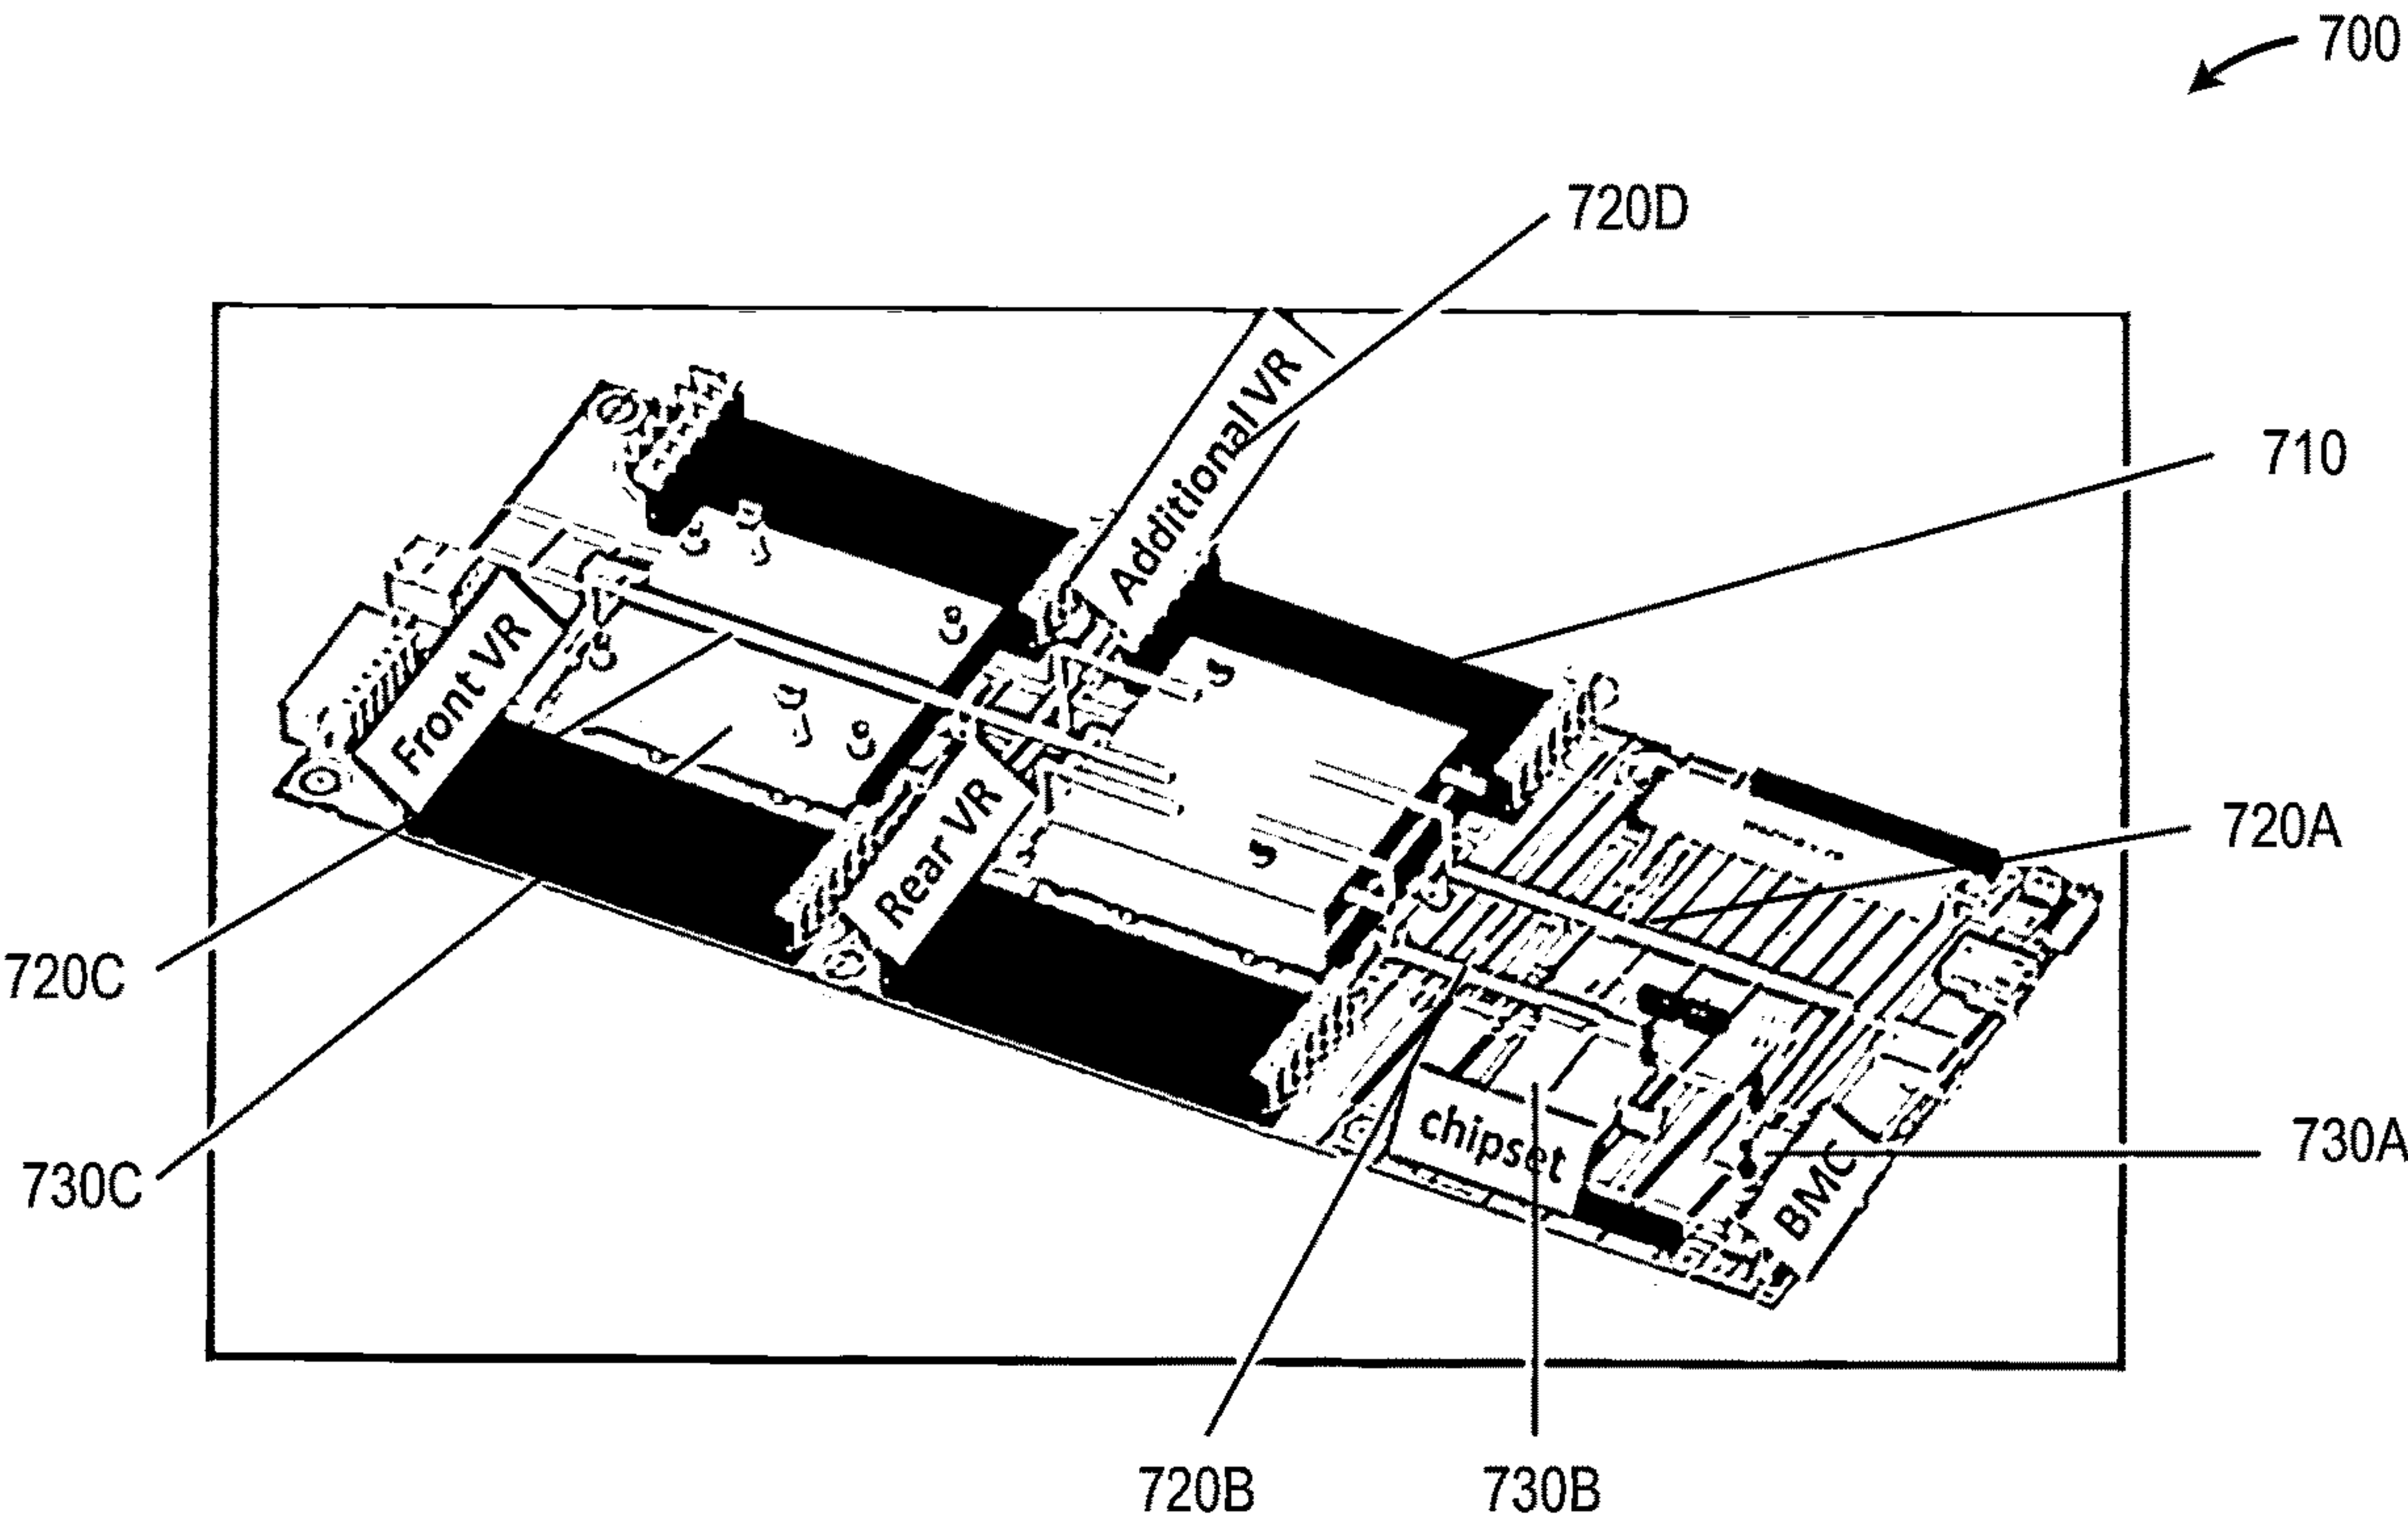 700
720D
Additional VR
710
Front VR
Rear VR
720A
720C
730C
chipset
BMC
730A
720B
730B